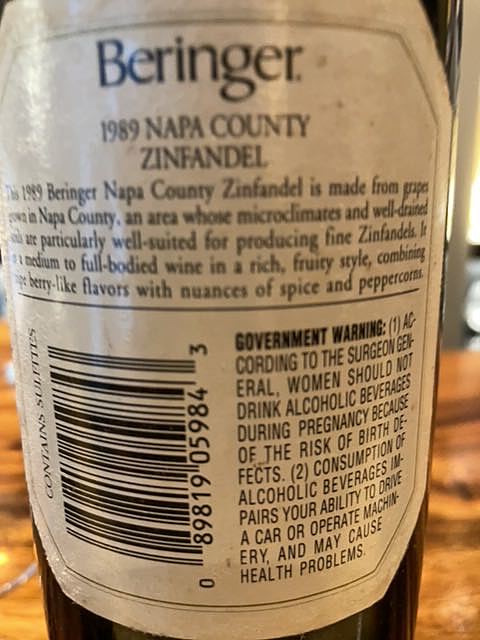 Beringer.
1989 NAPA COUNTY
ZINFANDEL
1989 Beringer Napa County Zinfandel is made from grapes
in Napa County, an area whose microclimates and well-drained
are particularly well-suited for producing fine Zinfandels. It
a medium to full-bodied wine in a rich, fruity style, combining
berry-like flavors with nuances of spice and peppercorns.
CONTAINS SULFITES
0 89819 05984 3
GOVERNMENT WARNING: (1) AC-
CORDING TO THE SURGEON GEN-
ERAL, WOMEN SHOULD NOT
DRINK ALCOHOLIC BEVERAGES
DURING PREGNANCY BECAUSE
OF THE RISK OF BIRTH DE-
FECTS. (2) CONSUMPTION OF
ALCOHOLIC BEVERAGES IM-
PAIRS YOUR ABILITY TO DRIVE
A CAR OR OPERATE MACHIN-
ERY, AND MAY CAUSE
HEALTH PROBLEMS.